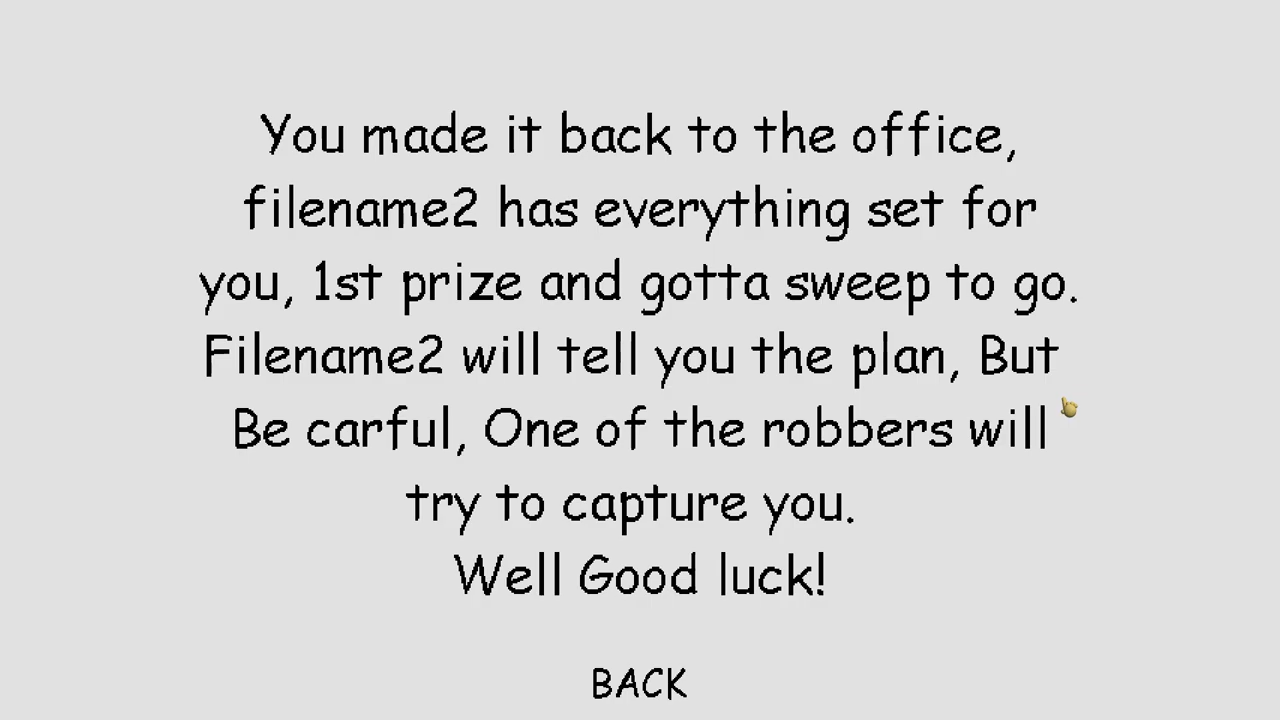 You made it back to the office,
filename2 has everything set for
you, 1st prize and gotta sweep to go.
Filename2 will tell you the plan, But
Be carful, One of the robbers will
try to capture you.
Well Good luck!
BACK